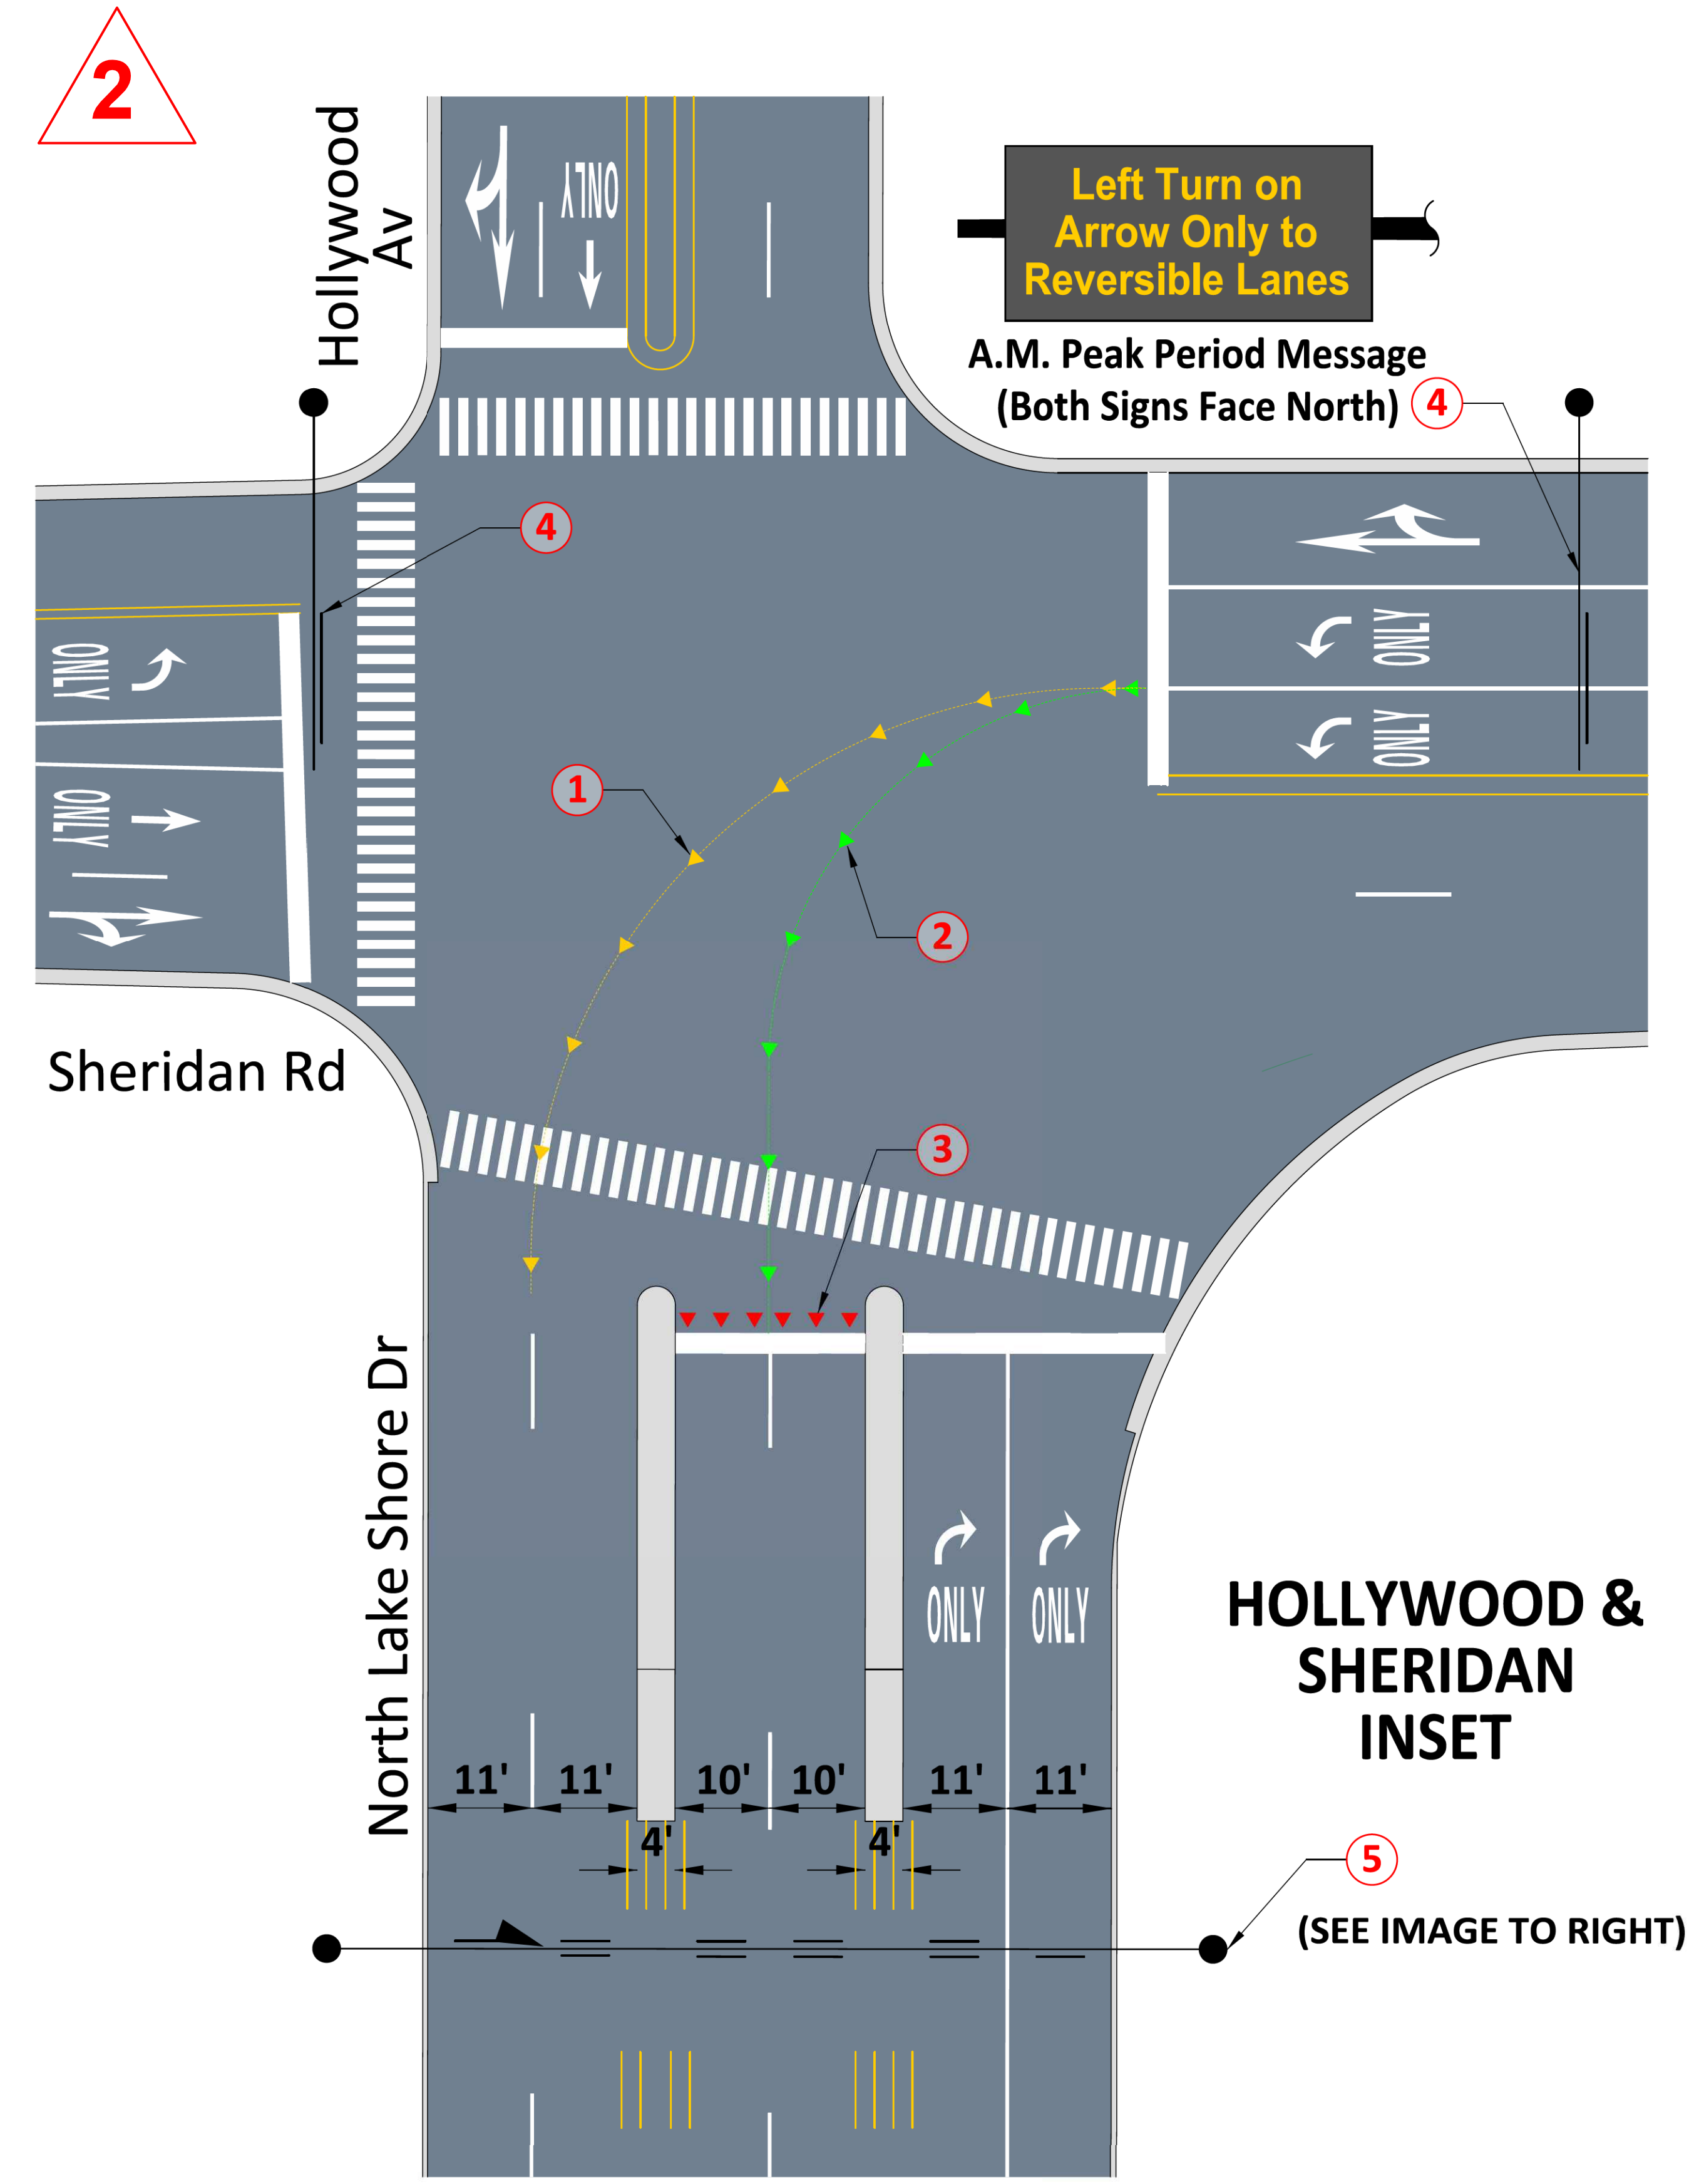 2
Hollywood
Av
ONLY
Left Turn on
Arrow Only to
Reversible Lanes
A.M. Peak Period Message
(Both Signs Face North)
4
4
ONLY
ONLY
ONLY
1
ONLY
2
Sheridan Rd
3
North Lake Shore Dr
ONLY
ONLY
HOLLYWOOD &
SHERIDAN
INSET
11' 11' 10' 10' 11' 11'
4' 4'
5
(SEE IMAGE TO RIGHT)